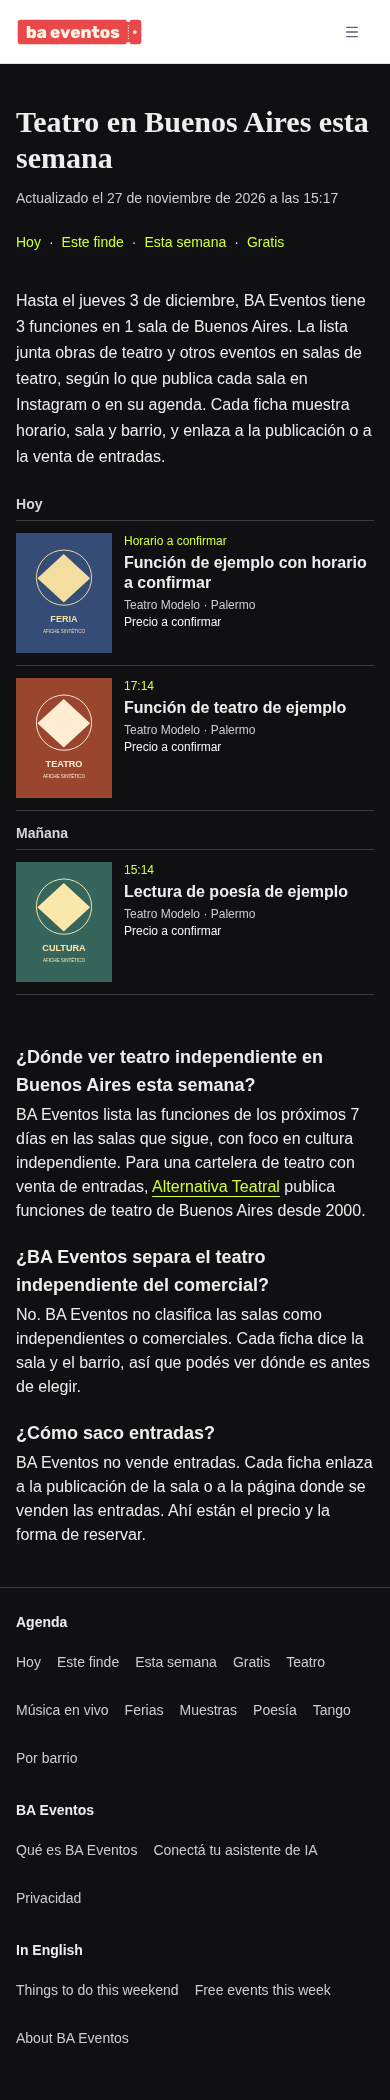 ba eventos
Teatro en Buenos Aires esta
semana
Actualizado el 27 de noviembre de 2026 a las 15:17
Hoy · Este finde · Esta semana · Gratis
Hasta el jueves 3 de diciembre, BA Eventos tiene
3 funciones en 1 sala de Buenos Aires. La lista
junta obras de teatro y otros eventos en salas de
teatro, según lo que publica cada sala en
Instagram o en su agenda. Cada ficha muestra
horario, sala y barrio, y enlaza a la publicación o a
la venta de entradas.
Hoy
FERIA
AFICHE SINTÉTICO
Horario a confirmar
Función de ejemplo con horario
a confirmar
Teatro Modelo · Palermo
Precio a confirmar
TEATRO
AFICHE SINTÉTICO
17:14
Función de teatro de ejemplo
Teatro Modelo · Palermo
Precio a confirmar
Mañana
CULTURA
AFICHE SINTÉTICO
15:14
Lectura de poesía de ejemplo
Teatro Modelo · Palermo
Precio a confirmar
¿Dónde ver teatro independiente en
Buenos Aires esta semana?
BA Eventos lista las funciones de los próximos 7
días en las salas que sigue, con foco en cultura
independiente. Para una cartelera de teatro con
venta de entradas, Alternativa Teatral publica
funciones de teatro de Buenos Aires desde 2000.
¿BA Eventos separa el teatro
independiente del comercial?
No. BA Eventos no clasifica las salas como
independientes o comerciales. Cada ficha dice la
sala y el barrio, así que podés ver dónde es antes
de elegir.
¿Cómo saco entradas?
BA Eventos no vende entradas. Cada ficha enlaza
a la publicación de la sala o a la página donde se
venden las entradas. Ahí están el precio y la
forma de reservar.
Agenda
Hoy Este finde Esta semana Gratis Teatro
Música en vivo Ferias Muestras Poesía Tango
Por barrio
BA Eventos
Qué es BA Eventos Conectá tu asistente de IA
Privacidad
In English
Things to do this weekend Free events this week
About BA Eventos